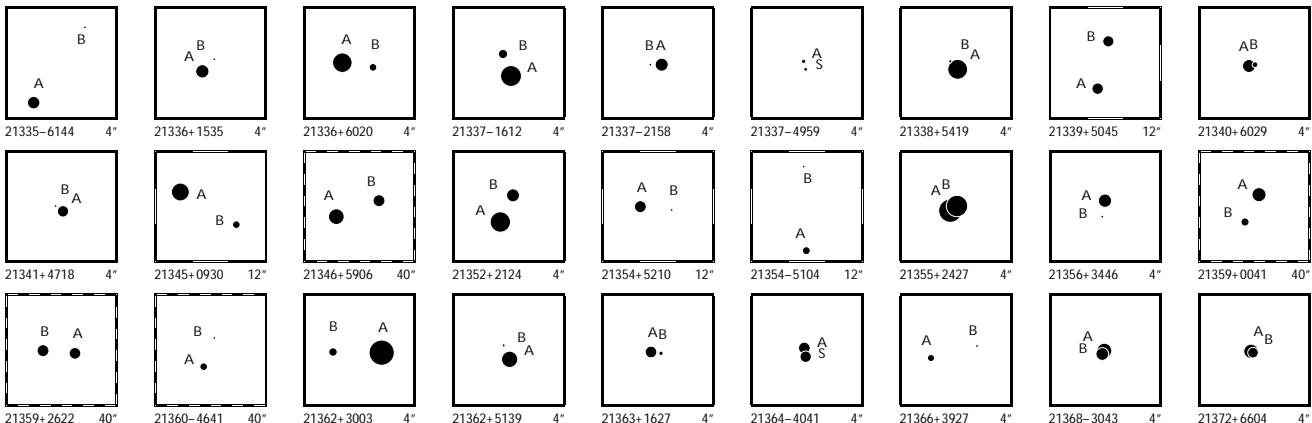 B
A
21335−6144 4″
B
A
21336+1535 4″
A B
21336+6020 4″
B
A
21337−1612 4″
B A
21337−2158 4″
A
S
21337−4959 4″
B
A
21338+5419 4″
B
A
21339+5045 12″
A B
21340+6029 4″
B
A
21341+4718 4″
A
B
21345+0930 12″
B
A
21346+5906 40″
B
A
21352+2124 4″
A B
21354+5210 12″
B
A
21354−5104 12″
B
A
21355+2427 4″
A
B
21356+3446 4″
A
B
21359+0041 40″
B A
21359+2622 40″
B
A
21360−4641 40″
B A
21362+3003 4″
B
A
21362+5139 4″
A B
21363+1627 4″
A
S
21364−4041 4″
B
A
21366+3927 4″
A
B
21368−3043 4″
A
B
21372+6604 4″